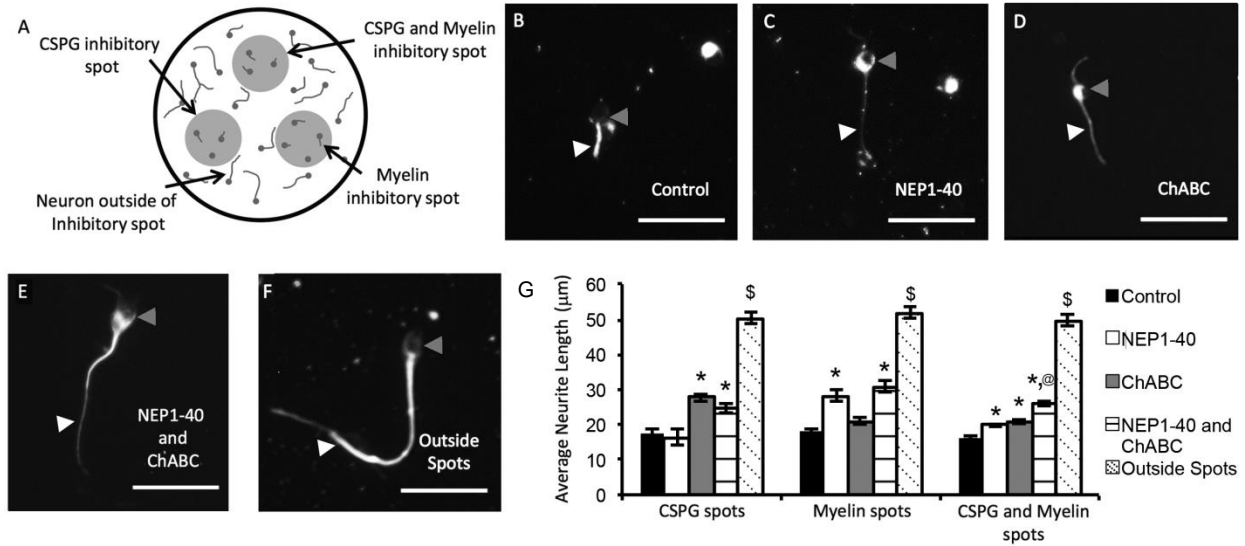 A
CSPG inhibitory
spot
CSPG and Myelin
inhibitory spot
Neuron outside of
Inhibitory spot
Myelin
inhibitory spot
B
Control
C
NEP1-40
D
ChABC
E
NEP1-40
and
ChABC
F
Outside
Spots
G
Average Neurite Length (µm)
60
50
40
30
20
10
0
* * $
* * $
* * *,@ $
CSPG spots
Myelin spots
CSPG and Myelin
spots
Control
NEP1-40
ChABC
NEP1-40 and
ChABC
Outside Spots